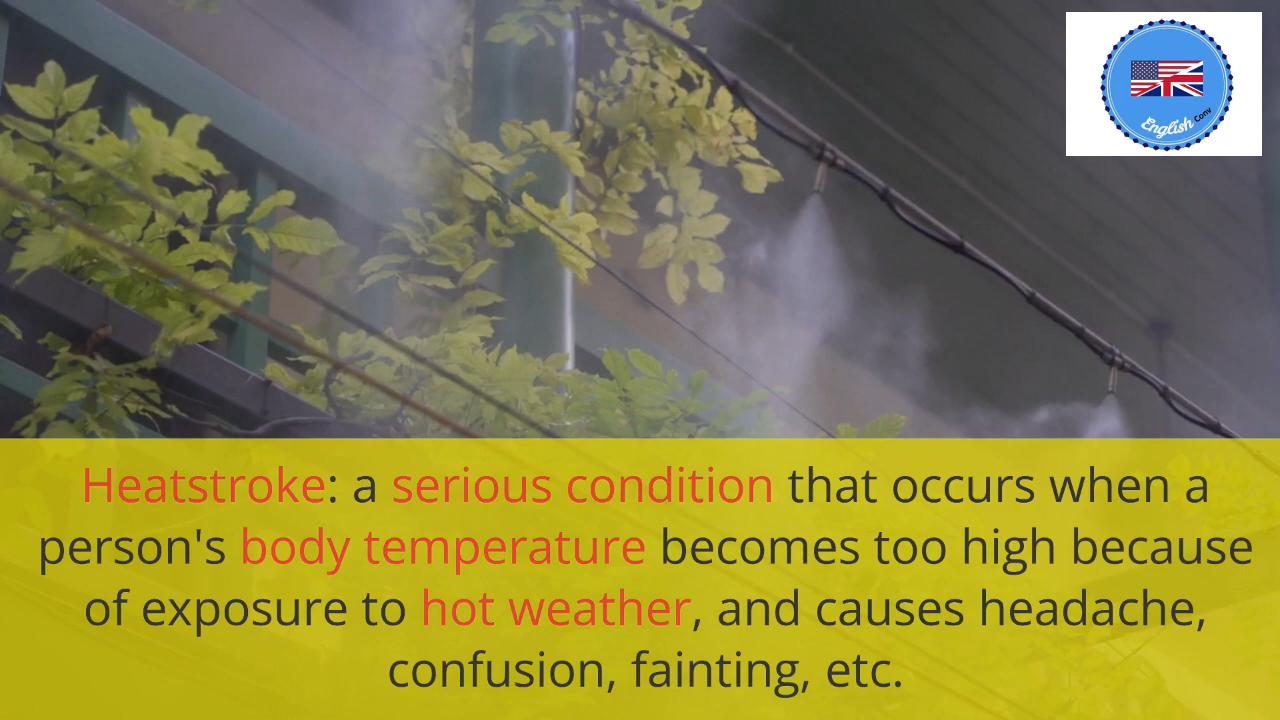 English Conv
Heatstroke: a serious condition that occurs when a
person's body temperature becomes too high because
of exposure to hot weather, and causes headache,
confusion, fainting, etc.